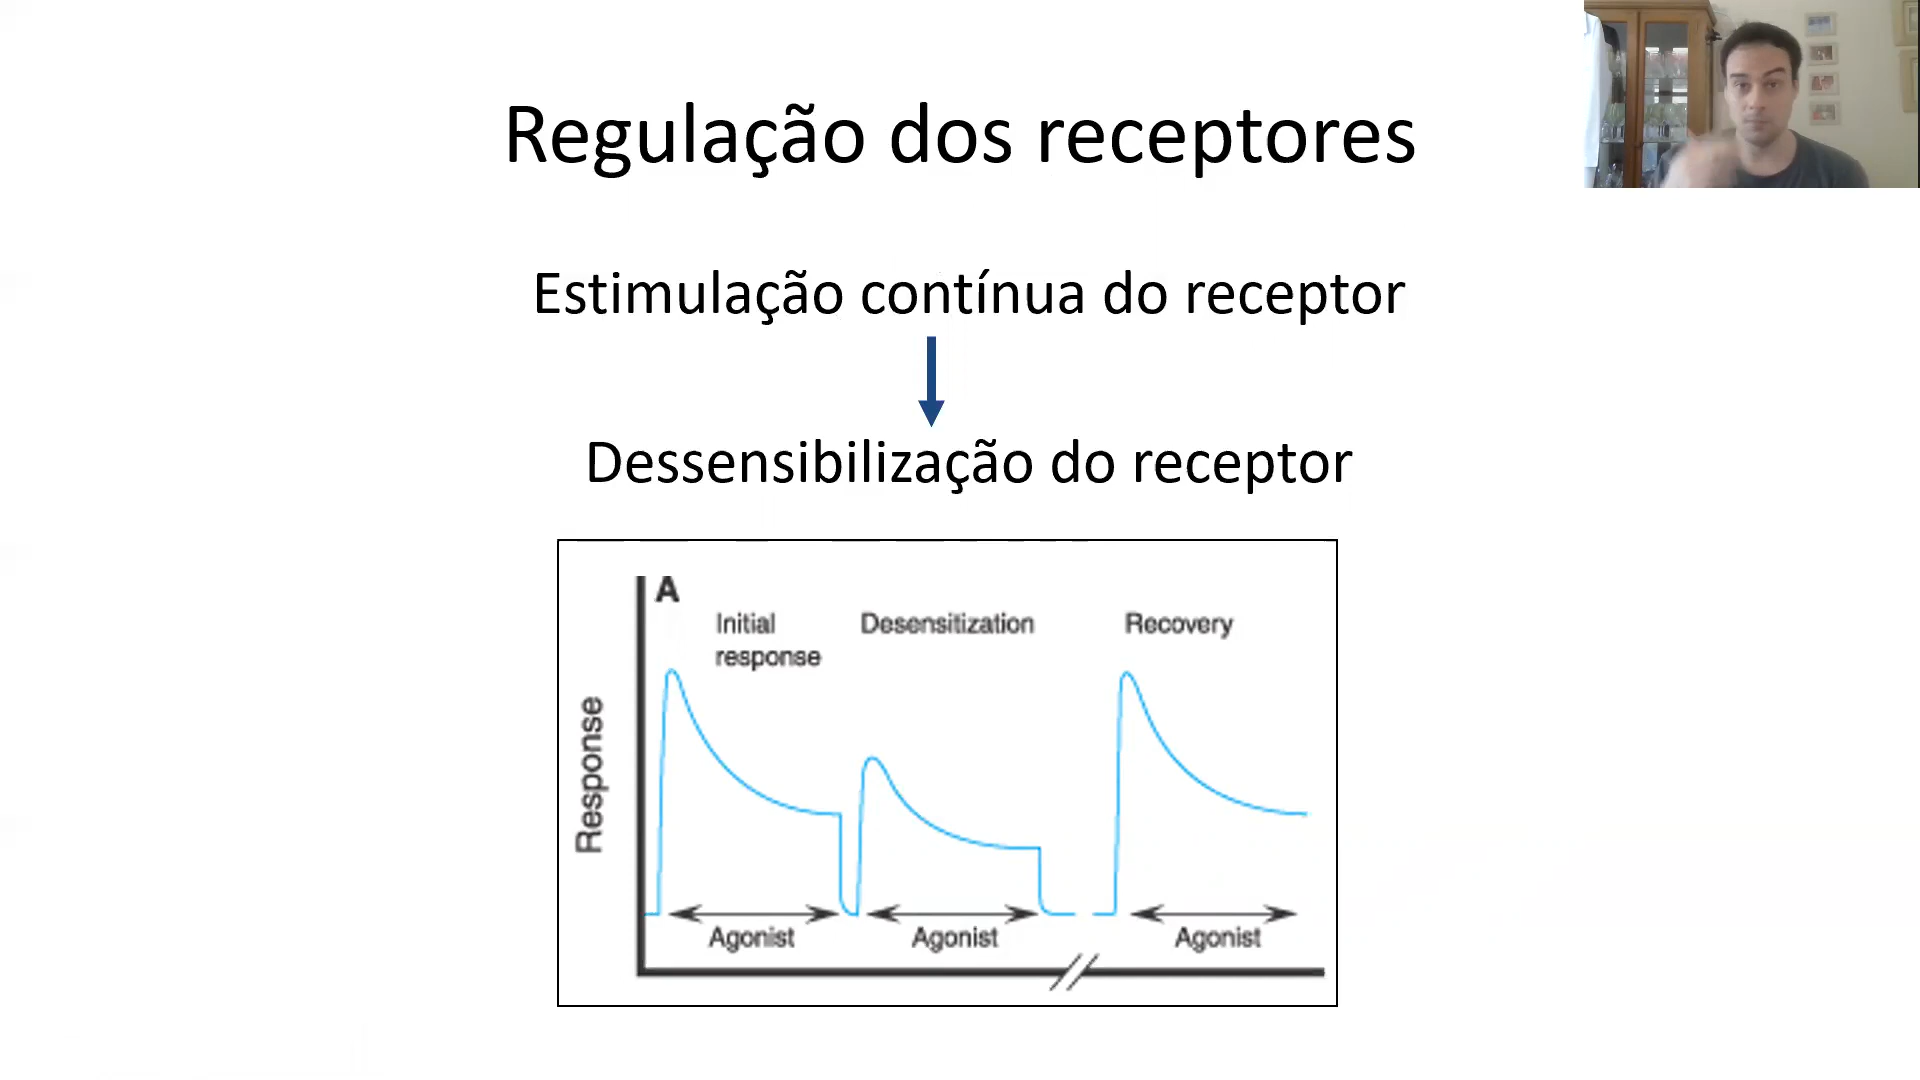 Regulação dos receptores
Estimulação contínua do receptor
Dessensibilização do receptor
A
Initial
response
Desensitization
Recovery
Response
Agonist
Agonist
Agonist